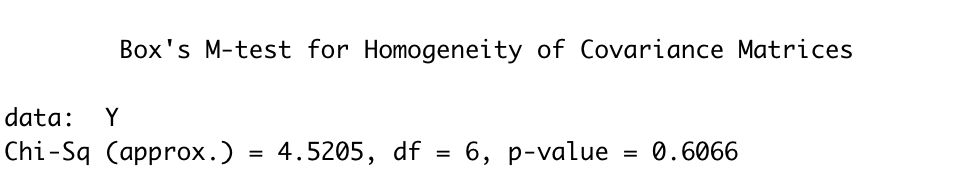 Box's M-test for Homogeneity of Covariance Matrices
data:  Y
Chi-Sq (approx.) = 4.5205, df = 6, p-value = 0.6066